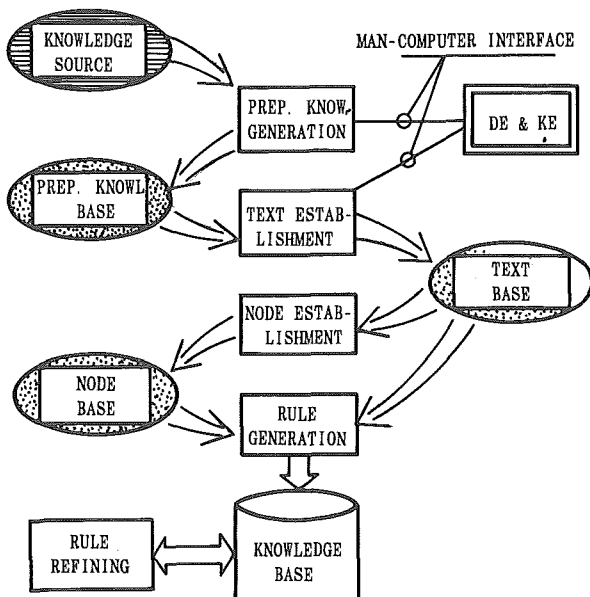 KNOWLEDGE
SOURCE
MAN-COMPUTER INTERFACE
PREP. KNOW.
GENERATION
DE & KE
PREP. KNOWL
BASE
TEXT ESTAB-
LISHMENT
TEXT
BASE
NODE ESTAB-
LISHMENT
NODE
BASE
RULE
GENERATION
RULE
REFINING
KNOWLEDGE
BASE